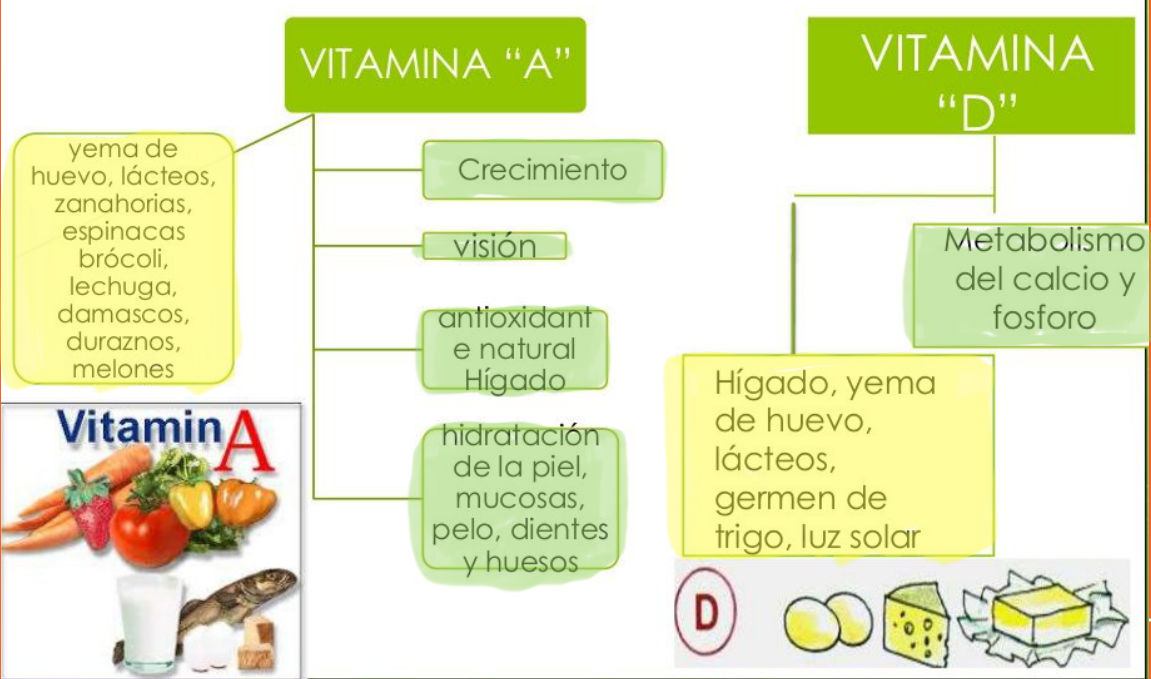 VITAMINA “A”
yema de
huevo, lácteos,
zanahorias,
espinacas
brócoli,
lechuga,
damascos,
duraznos,
melones
Crecimiento
visión
antioxidant
e natural
Hígado
hidratación
de la piel,
mucosas,
pelo, dientes
y huesos
Vitamin A
VITAMINA
“D”
Metabolismo
del calcio y
fosforo
Hígado, yema
de huevo,
lácteos,
germen de
trigo, luz solar
D